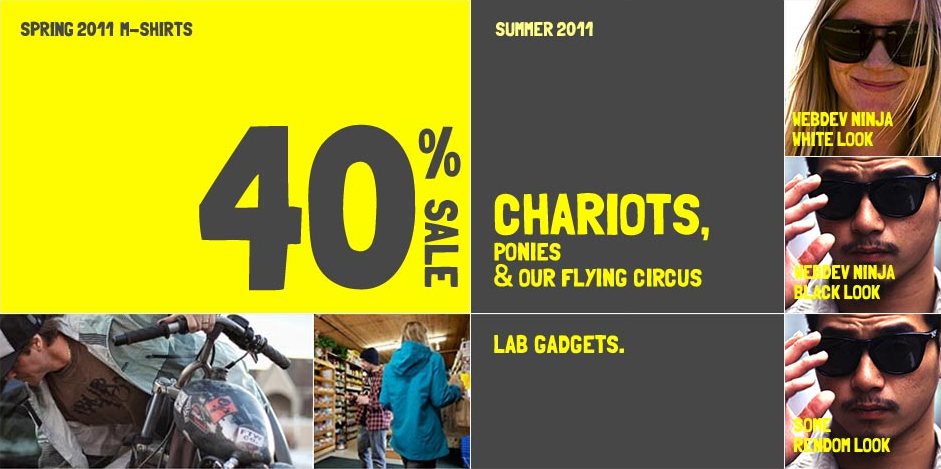 SPRING 2011 M-SHIRTS
40% SALE
SUMMER 2011
CHARIOTS,
PONIES
& OUR FLYING CIRCUS
LAB GADGETS.
WEBDEV NINJA
WHITE LOOK
WEBDEV NINJA
BLACK LOOK
SOME
RENDOM LOOK